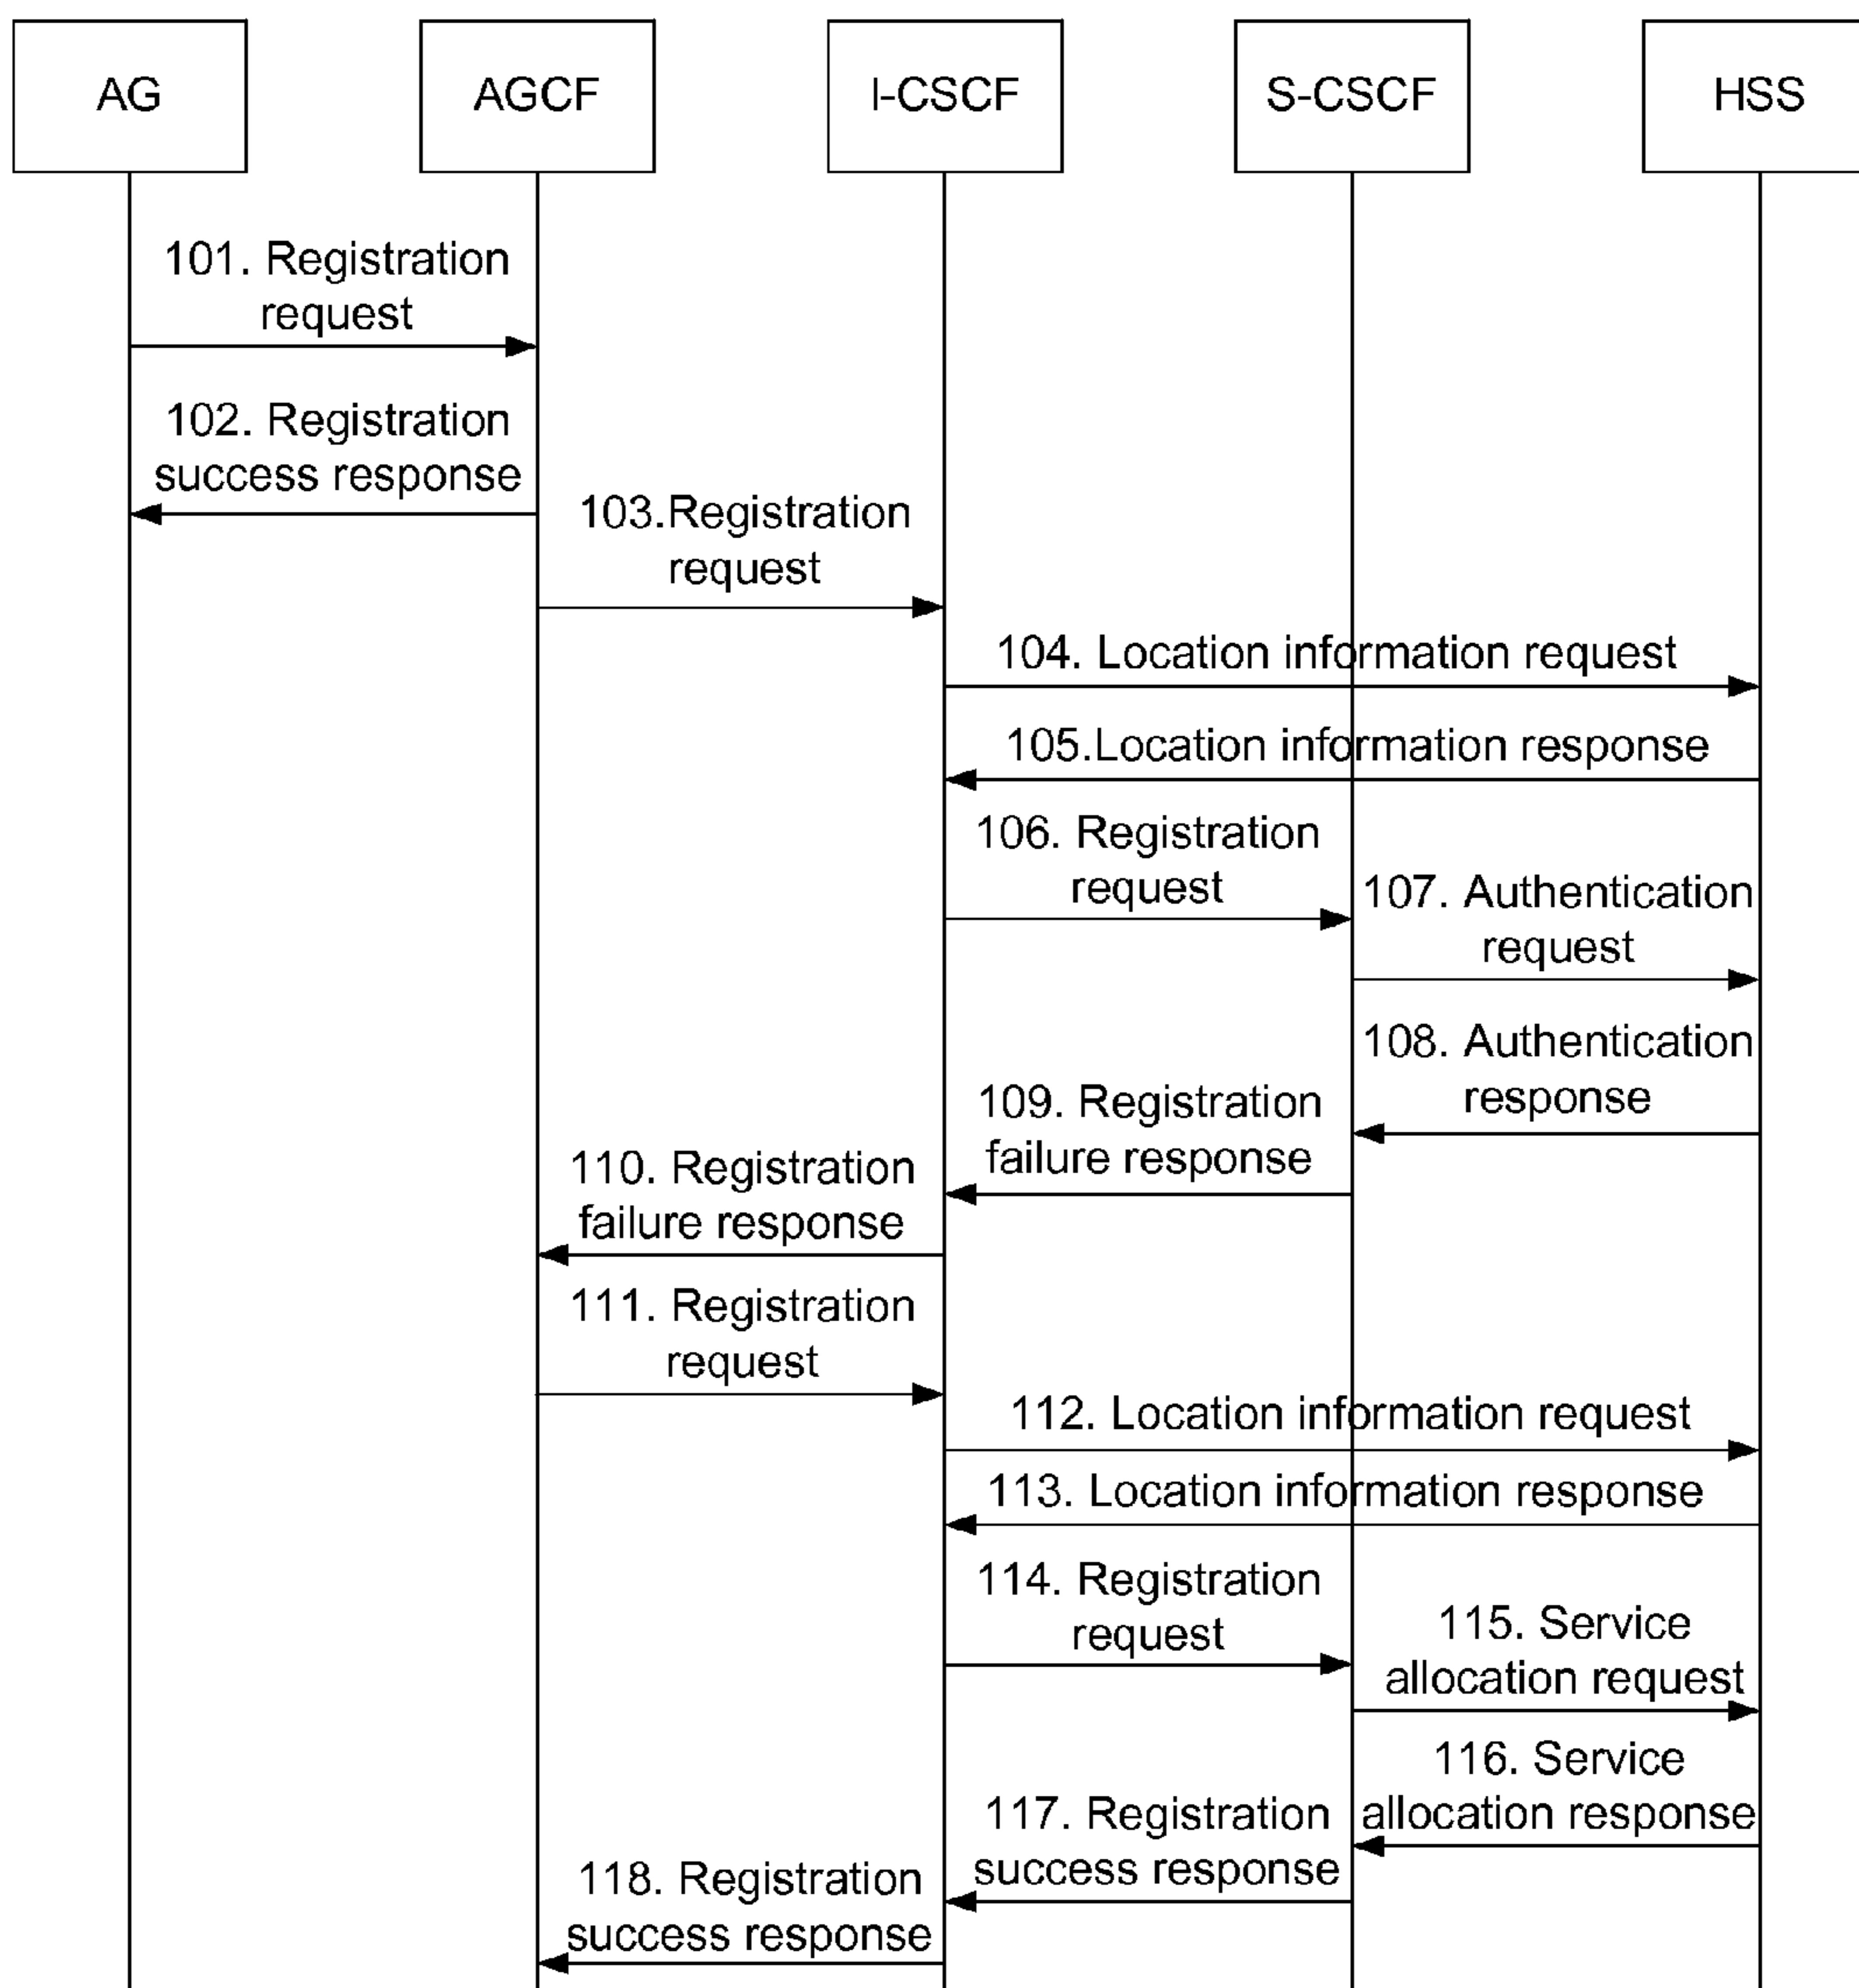 AG
AGCF
I-CSCF
S-CSCF
HSS
101. Registration
request
102. Registration
success response
103.Registration
request
104. Location information request
105.Location information response
106. Registration
request
107. Authentication
request
108. Authentication
response
109. Registration
failure response
110. Registration
failure response
111. Registration
request
112. Location information request
113. Location information response
114. Registration
request
115. Service
allocation request
116. Service
allocation response
117. Registration
success response
118. Registration
success response